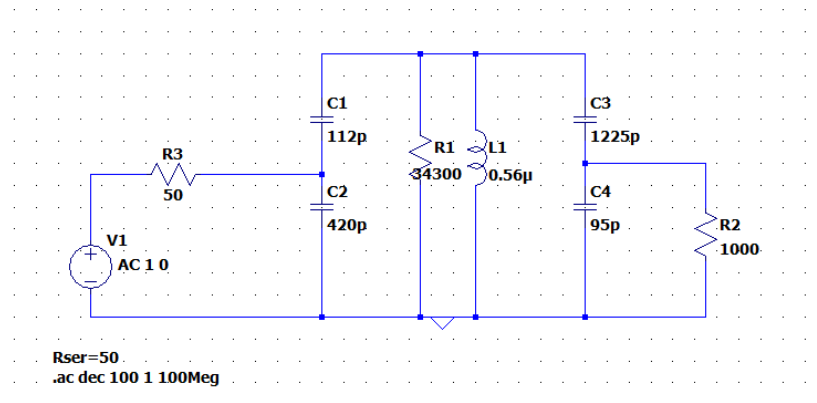 C1
112p
C3
1225p
R3
50
R1
34300
L1
0.56µ
C2
420p
C4
95p
R2
1000
V1
AC 1 0
Rser=50
.ac dec 100 1 100Meg